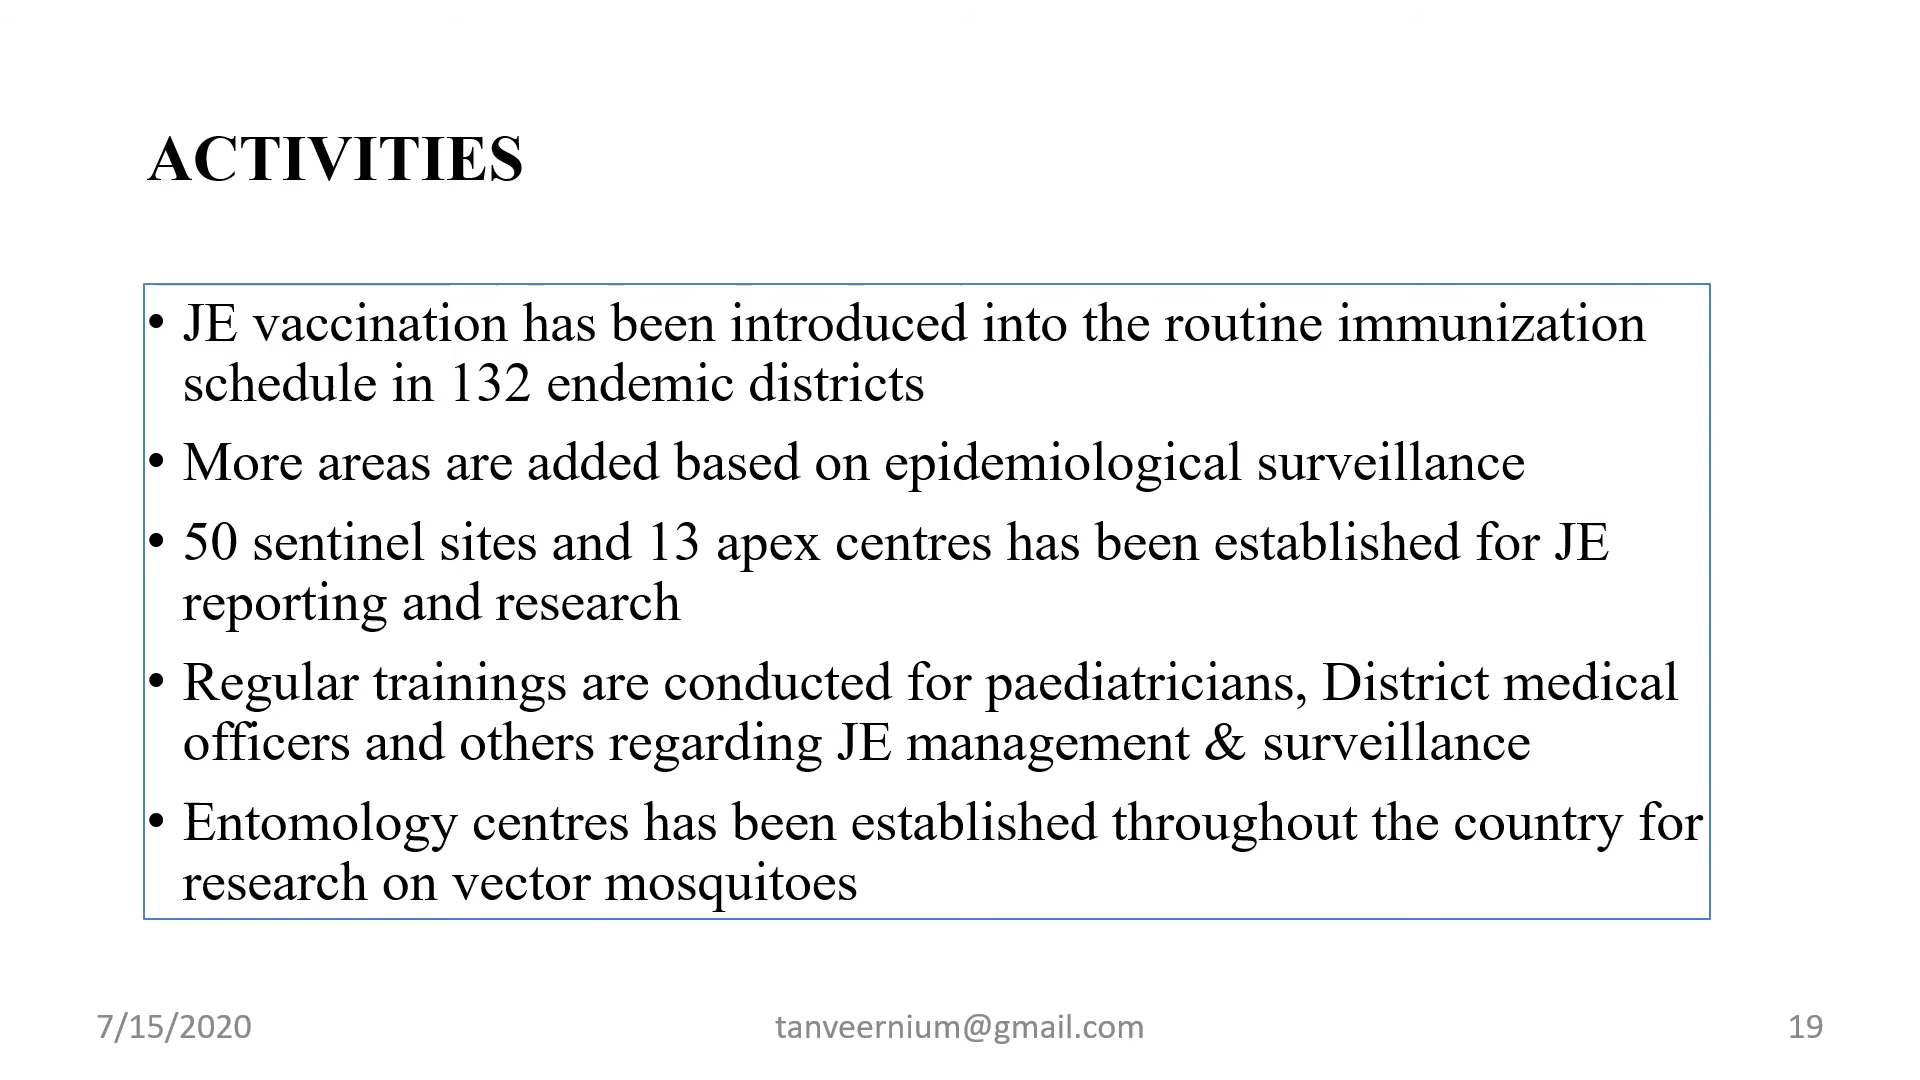 ACTIVITIES
• JE vaccination has been introduced into the routine immunization
schedule in 132 endemic districts
• More areas are added based on epidemiological surveillance
• 50 sentinel sites and 13 apex centres has been established for JE
reporting and research
• Regular trainings are conducted for paediatricians, District medical
officers and others regarding JE management & surveillance
• Entomology centres has been established throughout the country for
research on vector mosquitoes
7/15/2020
tanveernium@gmail.com
19